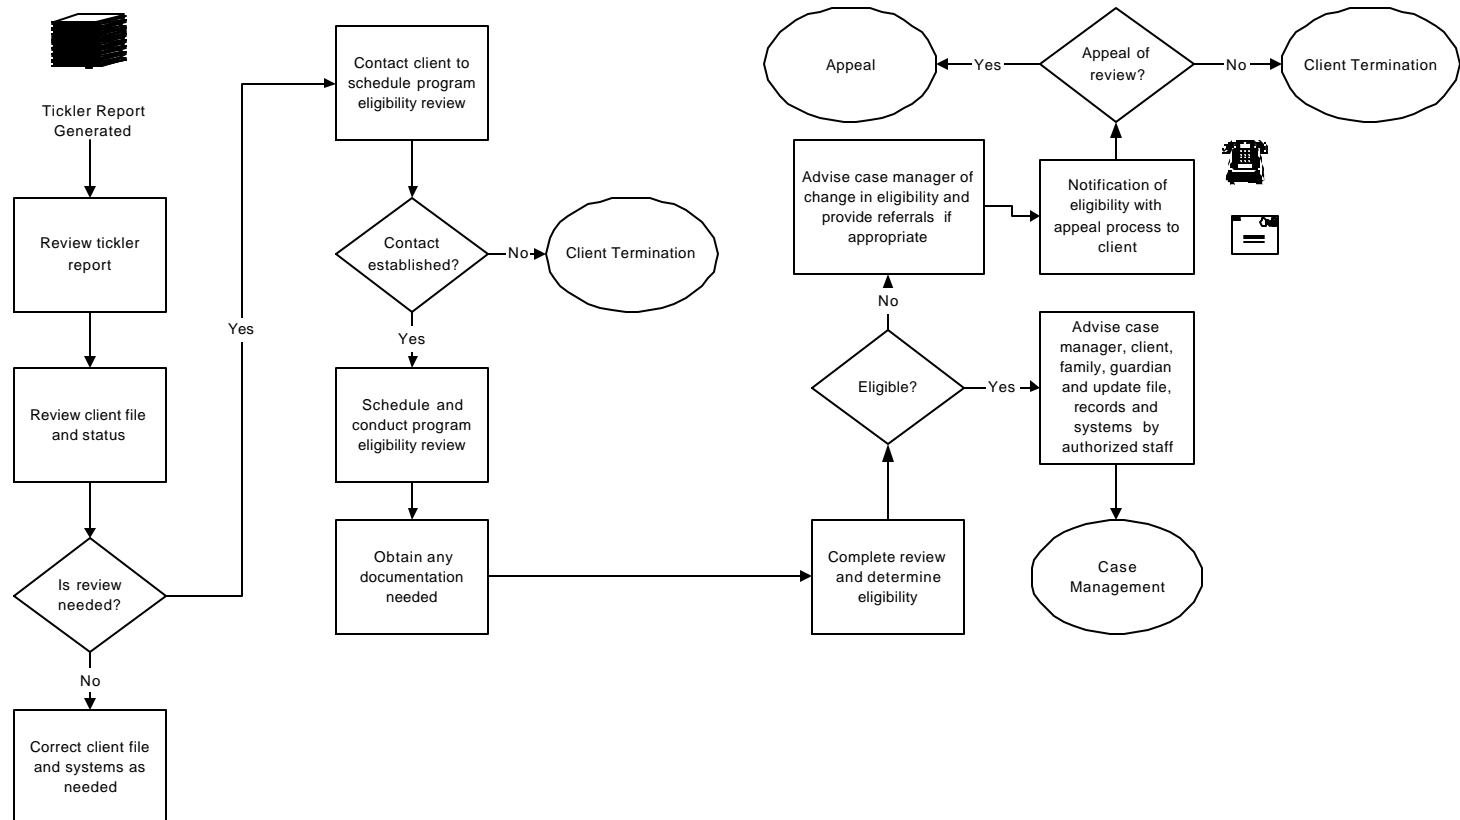 Tickler Report
Generated
Review tickler
report
Review client file
and status
Is review
needed?
No
Correct client file
and systems as
needed
Yes
Contact client to
schedule program
eligibility review
Contact
established?
No
Client Termination
Yes
Schedule and
conduct program
eligibility review
Obtain any
documentation
needed
Complete review
and determine
eligibility
Eligible?
Yes
Advise case
manager, client,
family, guardian
and update file,
records and
systems by
authorized staff
Case
Management
No
Advise case manager of
change in eligibility and
provide referrals if
appropriate
Notification of
eligibility with
appeal process to
client
Appeal of
review?
Yes
Appeal
No
Client Termination